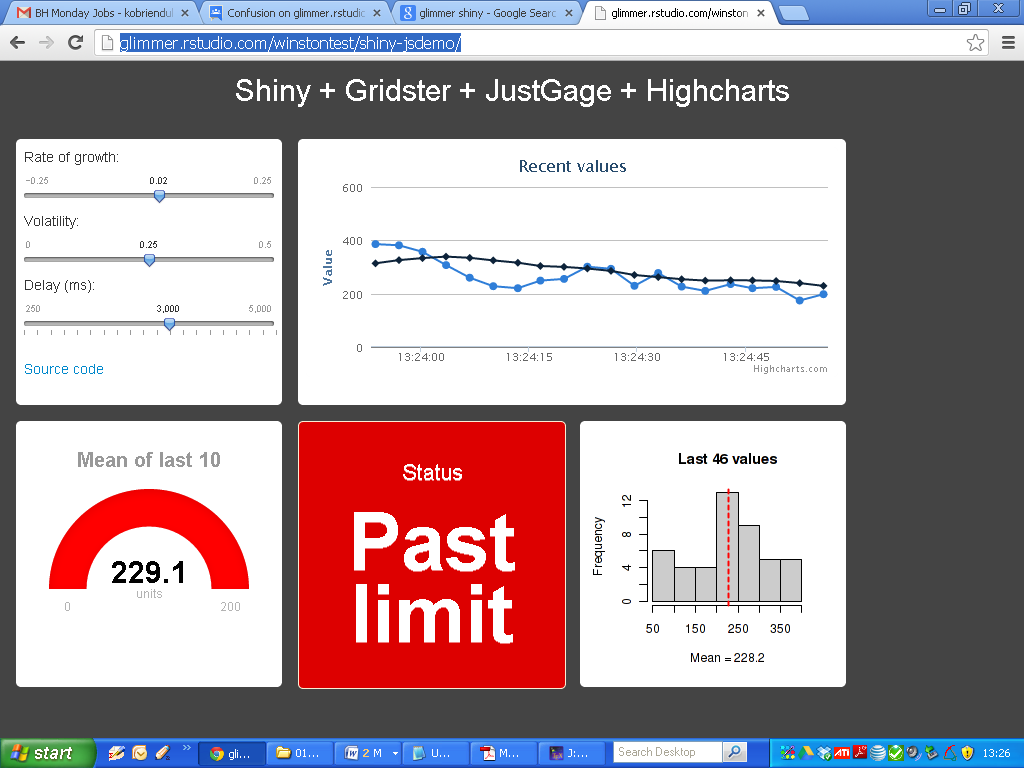 BH Monday Jobs - kobriendul
Confusion on glimmer.rstudic
glimmer shiny - Google Searc
glimmer.rstudio.com/winston
glimmer.rstudio.com/winstontest/shiny-jsdemo/
Shiny + Gridster + JustGage + Highcharts
Rate of growth:
-0.25 0.02 0.25
Volatility:
0 0.25 0.5
Delay (ms):
250 3,000 5,000
Source code
Recent values
Value
600
400
200
0
13:24:00 13:24:15 13:24:30 13:24:45
Highcharts.com
Mean of last 10
229.1
units
0 200
Status
Past
limit
Last 46 values
Frequency
12
8
4
0
50 150 250 350
Mean = 228.2
start
gli...
01...
2 M
U...
M...
J:...
Search Desktop
ATI
13:26